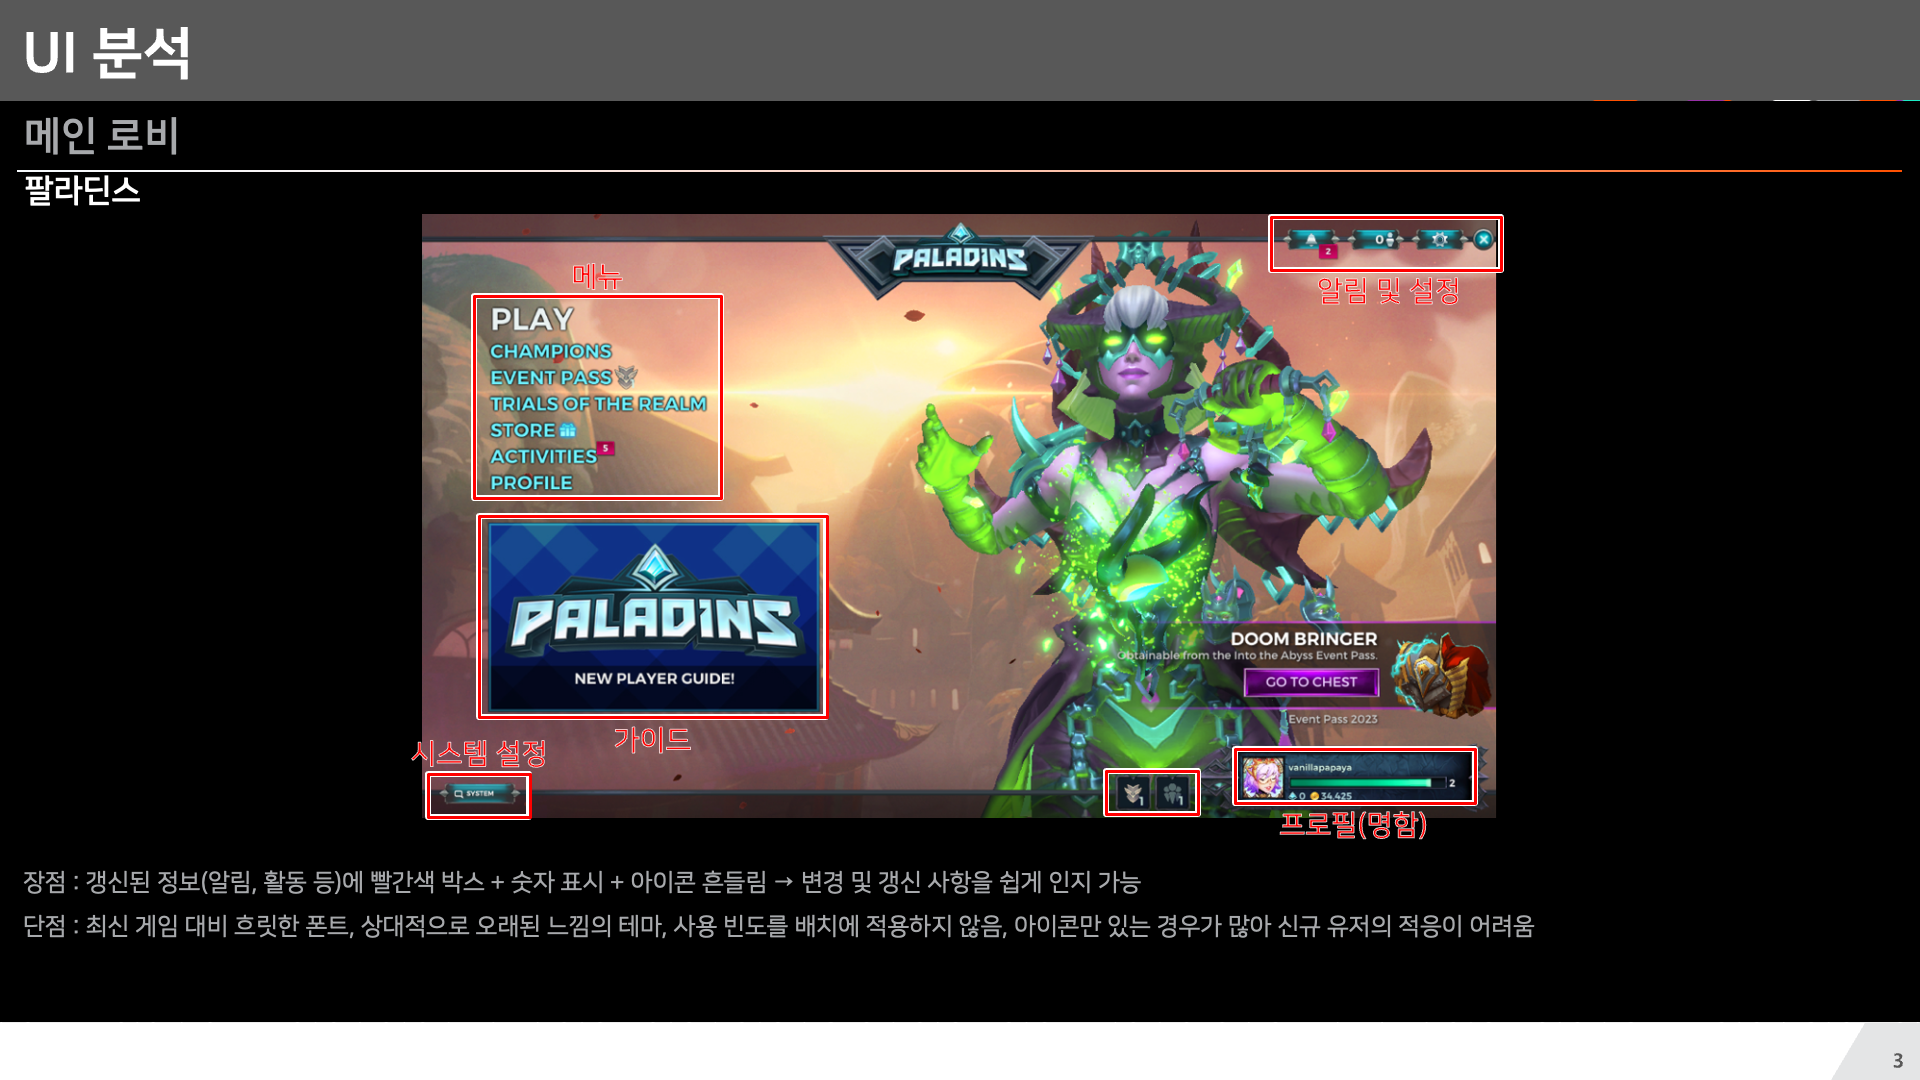 UI 분석
메인 로비
팔라딘스
PALADINS
2
0
알림 및 설정
메뉴
PLAY
CHAMPIONS
EVENT PASS
TRIALS OF THE REALM
STORE
ACTIVITIES 5
PROFILE
PALADINS
NEW PLAYER GUIDE!
가이드
DOOM BRINGER
Obtainable from the Into the Abyss Event Pass.
GO TO CHEST
Event Pass 2023
시스템 설정
SYSTEM
1
1
vanillapapaya
2
0 34,425
프로필(명함)
장점 : 갱신된 정보(알림, 활동 등)에 빨간색 박스 + 숫자 표시 + 아이콘 흔들림 → 변경 및 갱신 사항을 쉽게 인지 가능
단점 : 최신 게임 대비 흐릿한 폰트, 상대적으로 오래된 느낌의 테마, 사용 빈도를 배치에 적용하지 않음, 아이콘만 있는 경우가 많아 신규 유저의 적응이 어려움
3